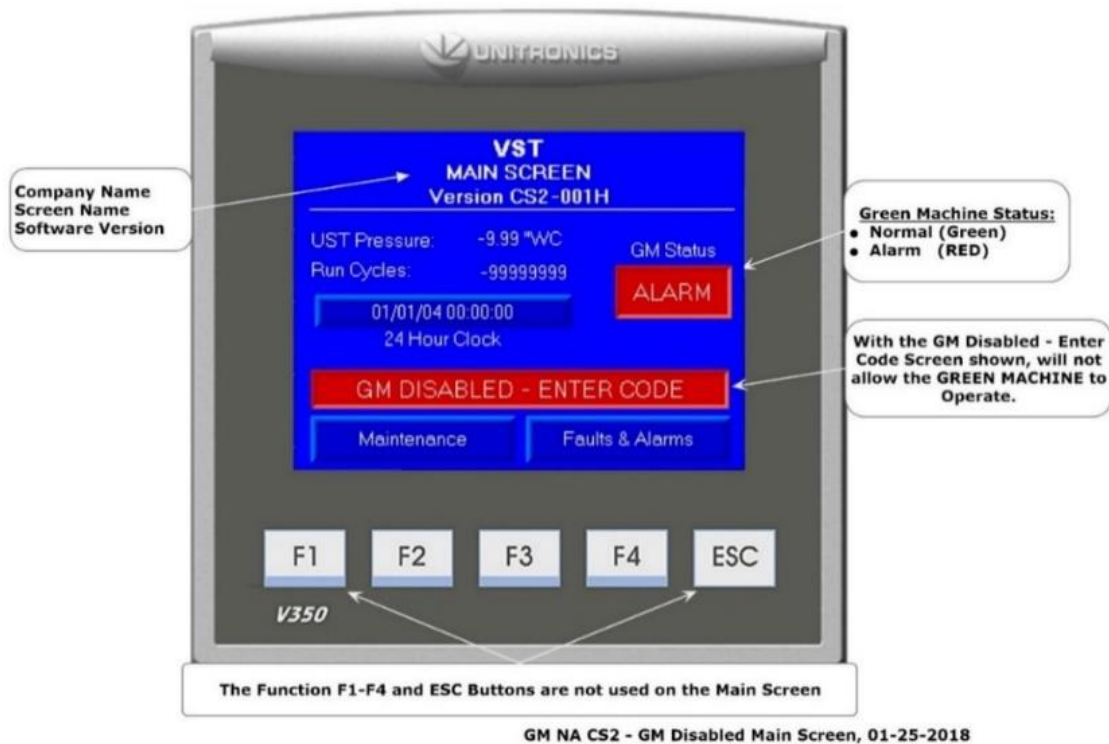 UNITRONICS
VST
MAIN SCREEN
Version CS2-001H
Company Name
Screen Name
Software Version
UST Pressure: -9.99 "WC
Run Cycles: -99999999
01/01/04 00:00:00
24 Hour Clock
GM Status
ALARM
Green Machine Status:
• Normal (Green)
• Alarm (RED)
GM DISABLED - ENTER CODE
With the GM Disabled - Enter
Code Screen shown, will not
allow the GREEN MACHINE to
Operate.
Maintenance
Faults & Alarms
F1 F2 F3 F4 ESC
V350
The Function F1-F4 and ESC Buttons are not used on the Main Screen
GM NA CS2 - GM Disabled Main Screen, 01-25-2018